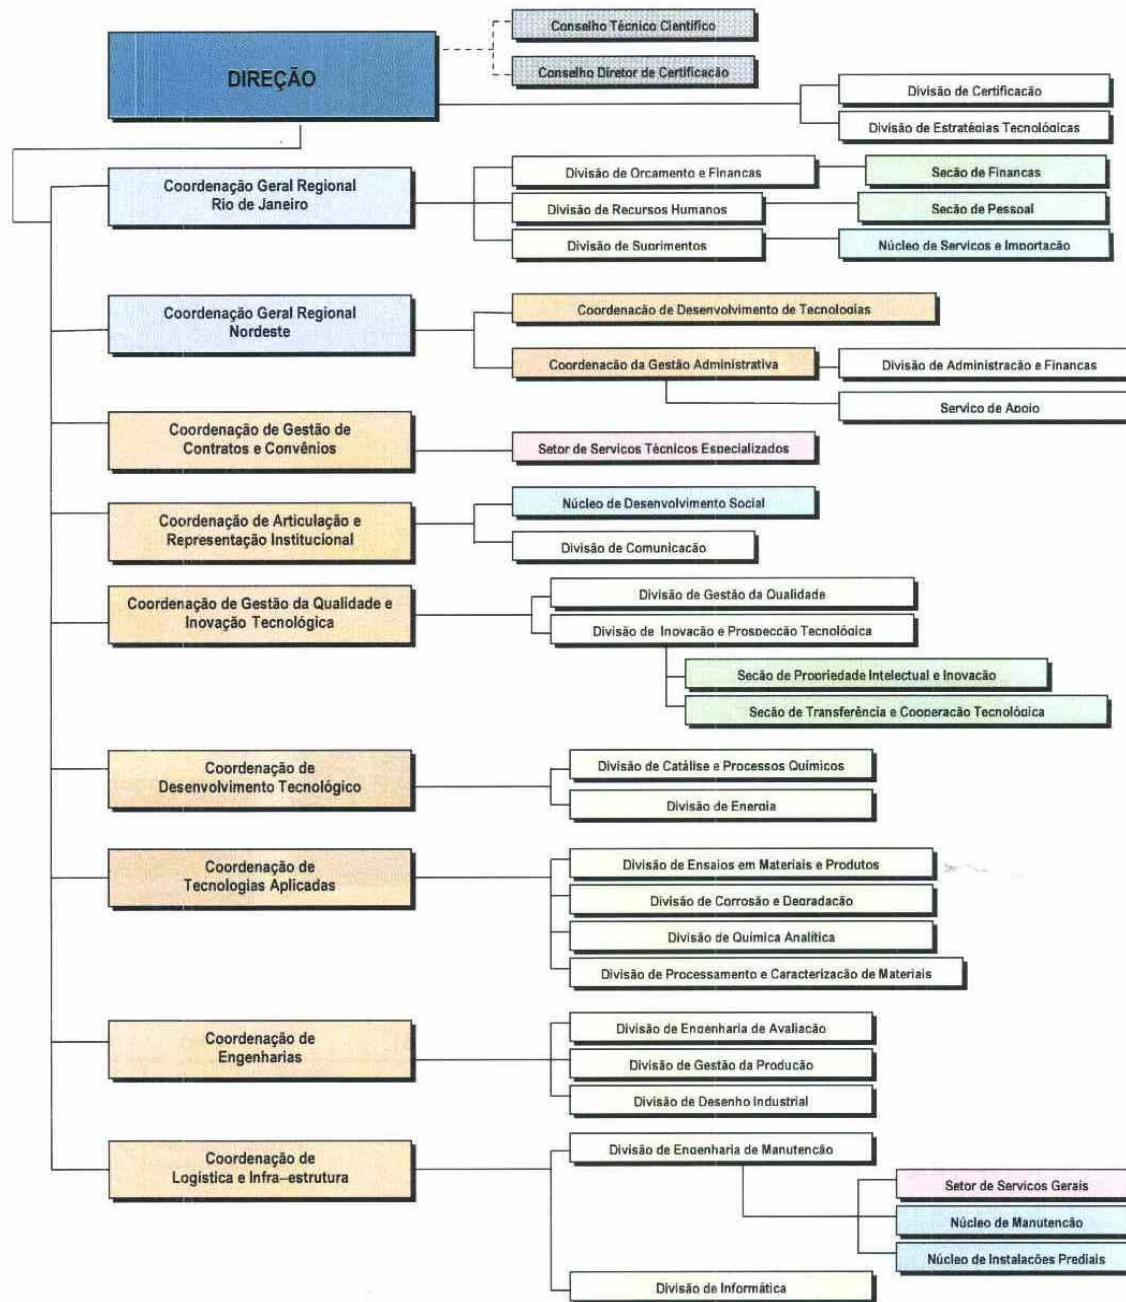 DIREÇÃO
Conselho Técnico Científico
Conselho Diretor de Certificação
Divisão de Certificação
Divisão de Estratégias Tecnológicas
Coordenação Geral Regional
Rio de Janeiro
Divisão de Orçamento e Finanças
Seção de Finanças
Divisão de Recursos Humanos
Seção de Pessoal
Divisão de Suprimentos
Núcleo de Serviços e Importação
Coordenação Geral Regional
Nordeste
Coordenação de Desenvolvimento de Tecnologias
Coordenação da Gestão Administrativa
Divisão de Administração e Finanças
Serviço de Apoio
Coordenação de Gestão de
Contratos e Convênios
Setor de Serviços Técnicos Especializados
Coordenação de Articulação e
Representação Institucional
Núcleo de Desenvolvimento Social
Divisão de Comunicação
Coordenação de Gestão da Qualidade e
Inovação Tecnológica
Divisão de Gestão da Qualidade
Divisão de Inovação e Prospecção Tecnológica
Seção de Propriedade Intelectual e Inovação
Seção de Transferência e Cooperação Tecnológica
Coordenação de
Desenvolvimento Tecnológico
Divisão de Catálise e Processos Químicos
Divisão de Energia
Coordenação de
Tecnologias Aplicadas
Divisão de Ensaios em Materiais e Produtos
Divisão de Corrosão e Degradação
Divisão de Química Analítica
Divisão de Processamento e Caracterização de Materiais
Coordenação de
Engenharias
Divisão de Engenharia de Avaliação
Divisão de Gestão da Produção
Divisão de Desenho Industrial
Coordenação de
Logística e Infra–estrutura
Divisão de Engenharia de Manutenção
Setor de Serviços Gerais
Núcleo de Manutenção
Núcleo de Instalações Prediais
Divisão de Informática